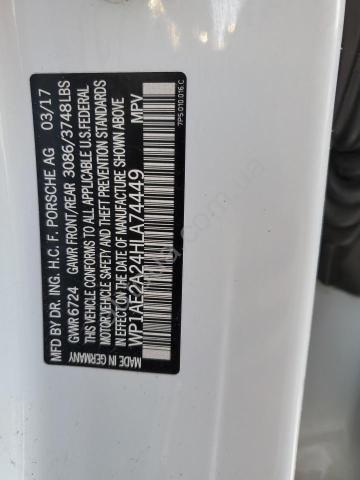 MFD BY DR. ING. H.C. F. PORSCHE AG 03/17
GVWR 6724 GAWR FRONT/REAR 3086/3748LBS
THIS VEHICLE CONFORMS TO ALL APPLICABLE U.S. FEDERAL
MOTOR VEHICLE SAFETY AND THEFT PREVENTION STANDARDS
IN EFFECT ON THE DATE OF MANUFACTURE SHOWN ABOVE
WP1AE2A24HLA74449 MPV
MADE IN GERMANY
7P5 010 016 C